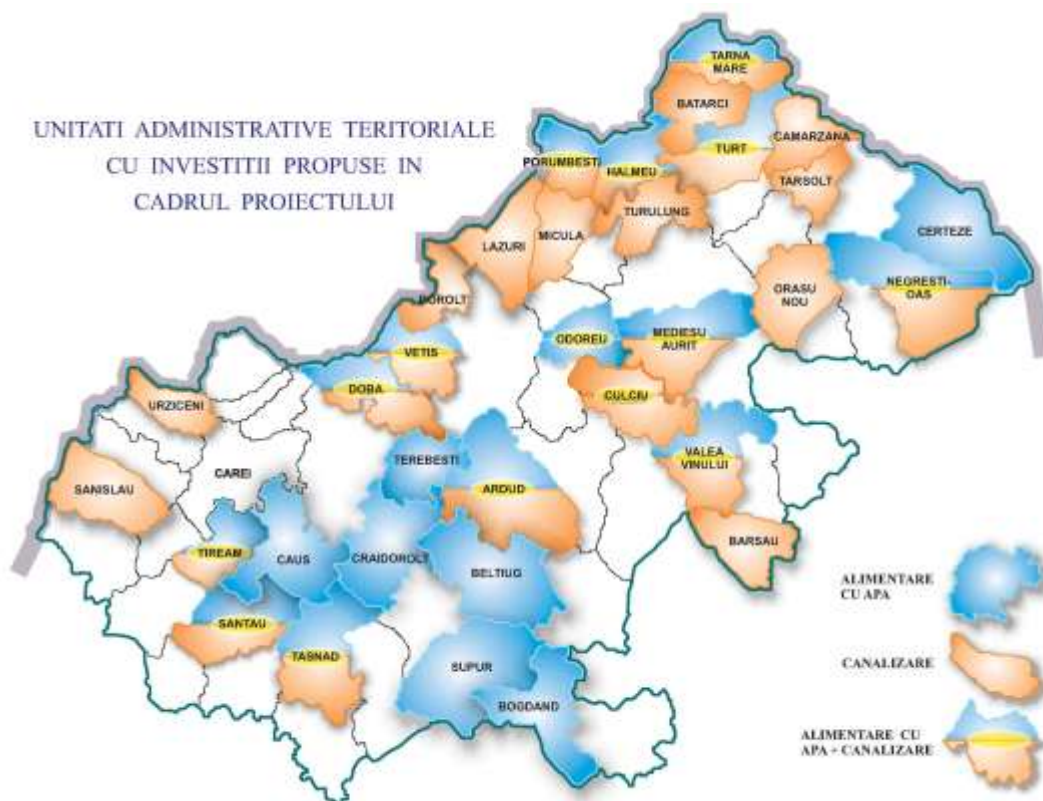 UNITATI ADMINISTRATIVE TERITORIALE
CU INVESTITII PROPUSE IN
CADRUL PROIECTULUI
TARNA
MARE
BATARCI
CAMARZANA
TURT
PORUMBESTI
HALMEU
TARSOLT
TURULUNG
CERTEZE
LAZURI
MICULA
NEGRESTI-
OAS
ORASU
NOU
DOROLT
ODOREU
MEDIESU
AURIT
VETIS
DOBA
CULCIU
URZICENI
TEREBESTI
VALEA
VINULUI
CAREI
SANISLAU
ARDUD
BARSAU
TIREAM
CAUS
CRAIDOROLT
BELTIUG
SANTAU
TASNAD
SUPUR
BOGDAND
ALIMENTARE
CU APA
CANALIZARE
ALIMENTARE CU
APA + CANALIZARE